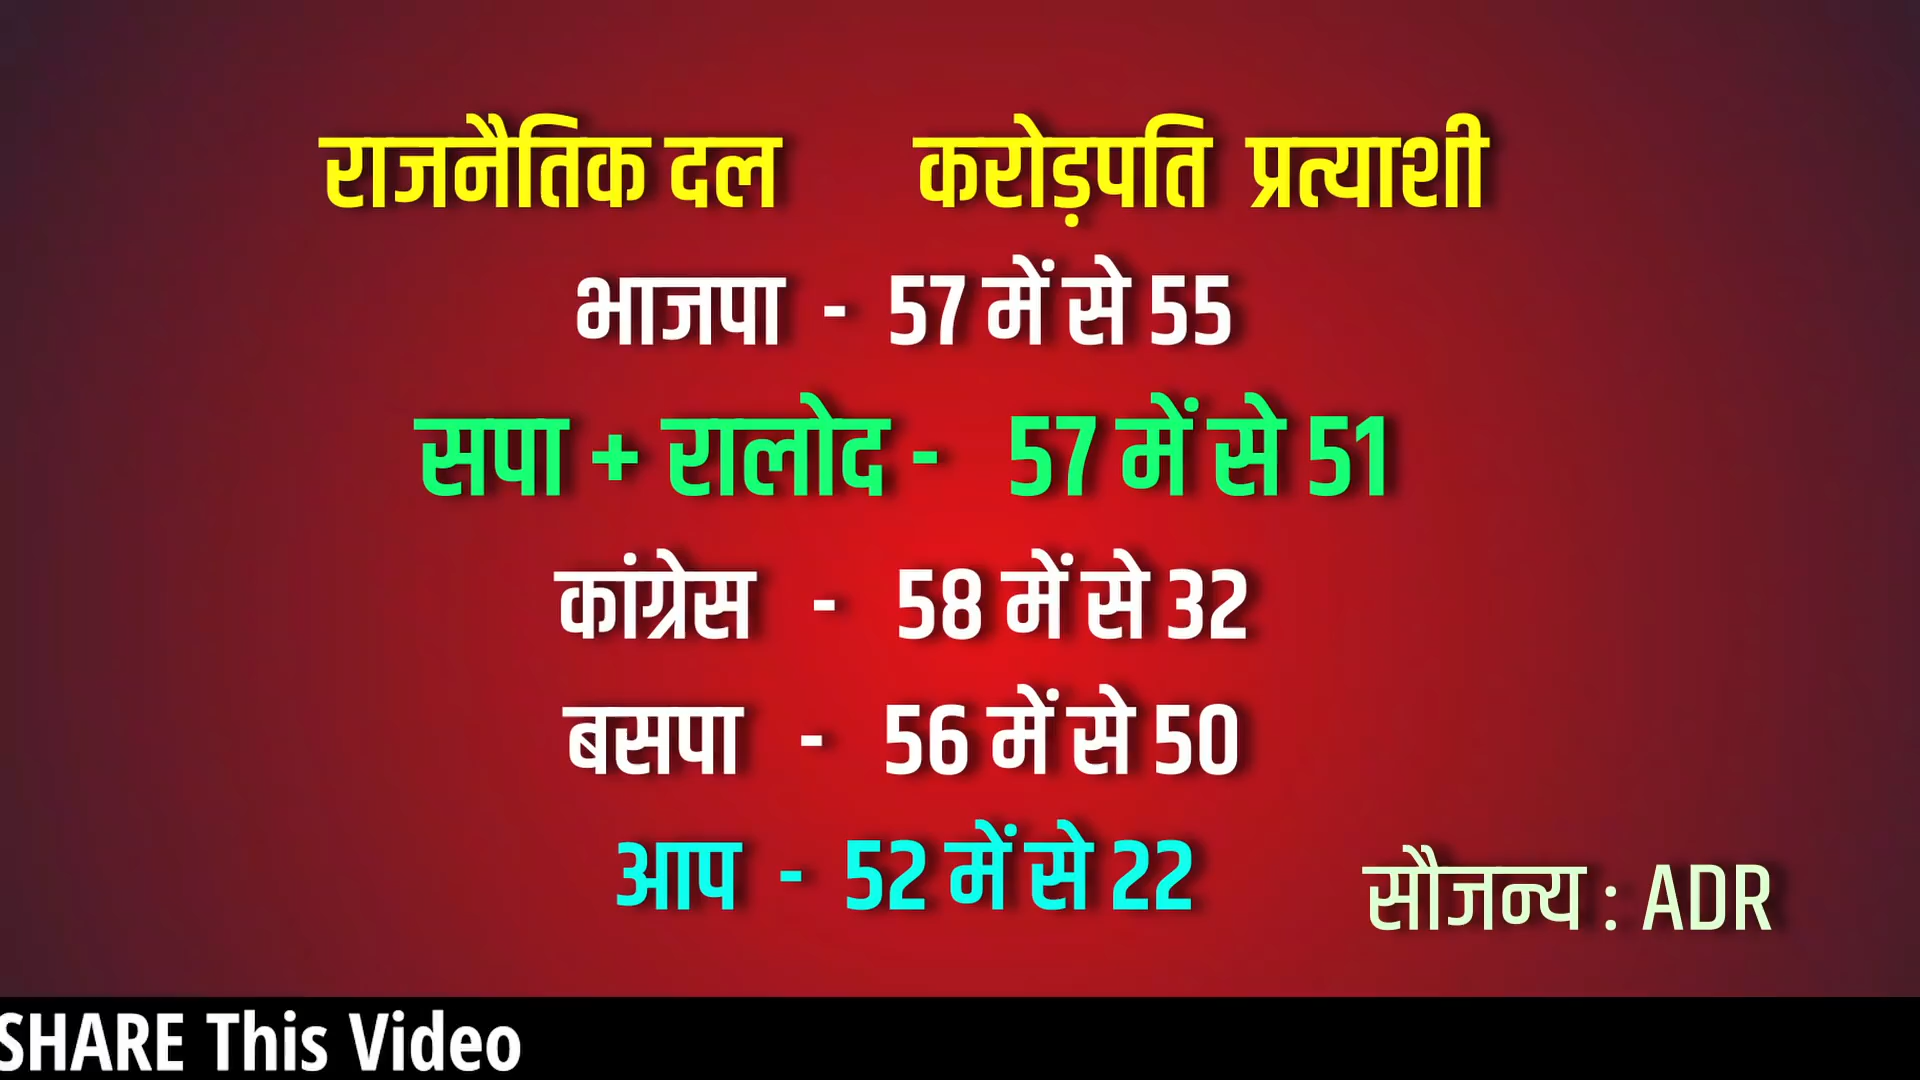 राजनैतिक दल करोड़पति प्रत्याशी
भाजपा - 57 में से 55
सपा + रालोद - 57 में से 51
कांग्रेस - 58 में से 32
बसपा - 56 में से 50
आप - 52 में से 22
सौजन्य : ADR
SHARE This Video